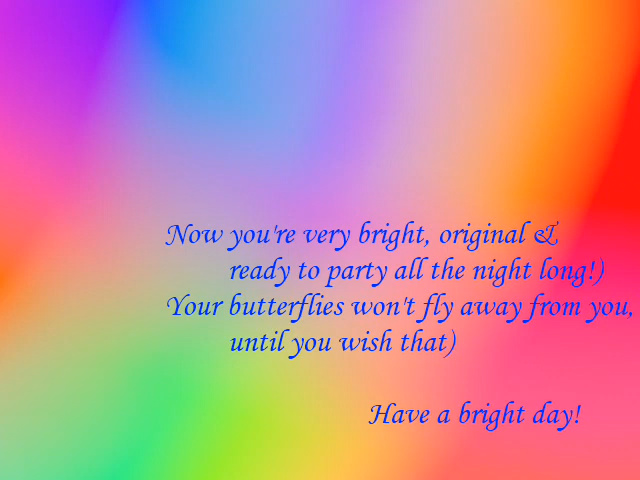 Now you're very bright, original &
ready to party all the night long!)
Your butterflies won't fly away from you,
until you wish that)
Have a bright day!